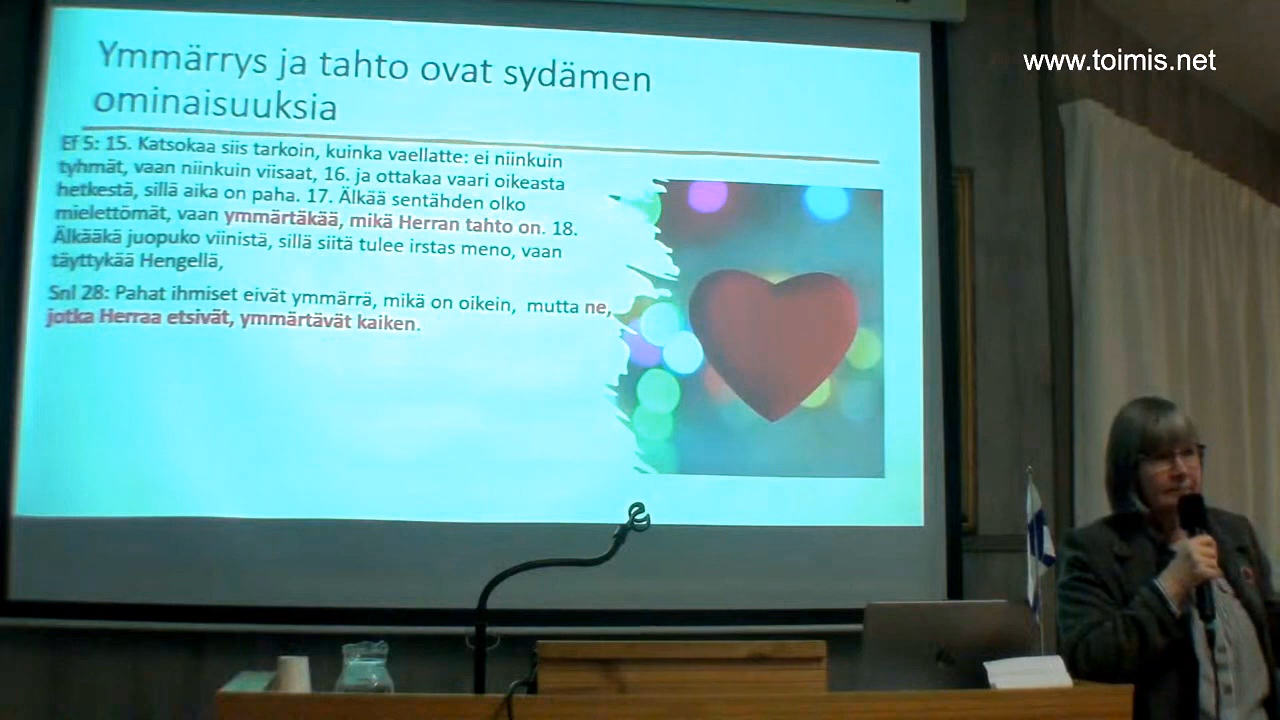 www.toimis.net
Ymmärrys ja tahto ovat sydämen
ominaisuuksia
Ef 5: 15. Katsokaa siis tarkoin, kuinka vaellatte: ei niinkuin
tyhmät, vaan niinkuin viisaat, 16. ja ottakaa vaari oikeasta
hetkestä, sillä aika on paha. 17. Älkää sentähden olko
mielettömät, vaan ymmärtäkää, mikä Herran tahto on. 18.
Älkääkä juopuko viinistä, sillä siitä tulee irstas meno, vaan
täyttykää Hengellä,
Snl 28: Pahat ihmiset eivät ymmärrä, mikä on oikein, mutta ne,
jotka Herraa etsivät, ymmärtävät kaiken.